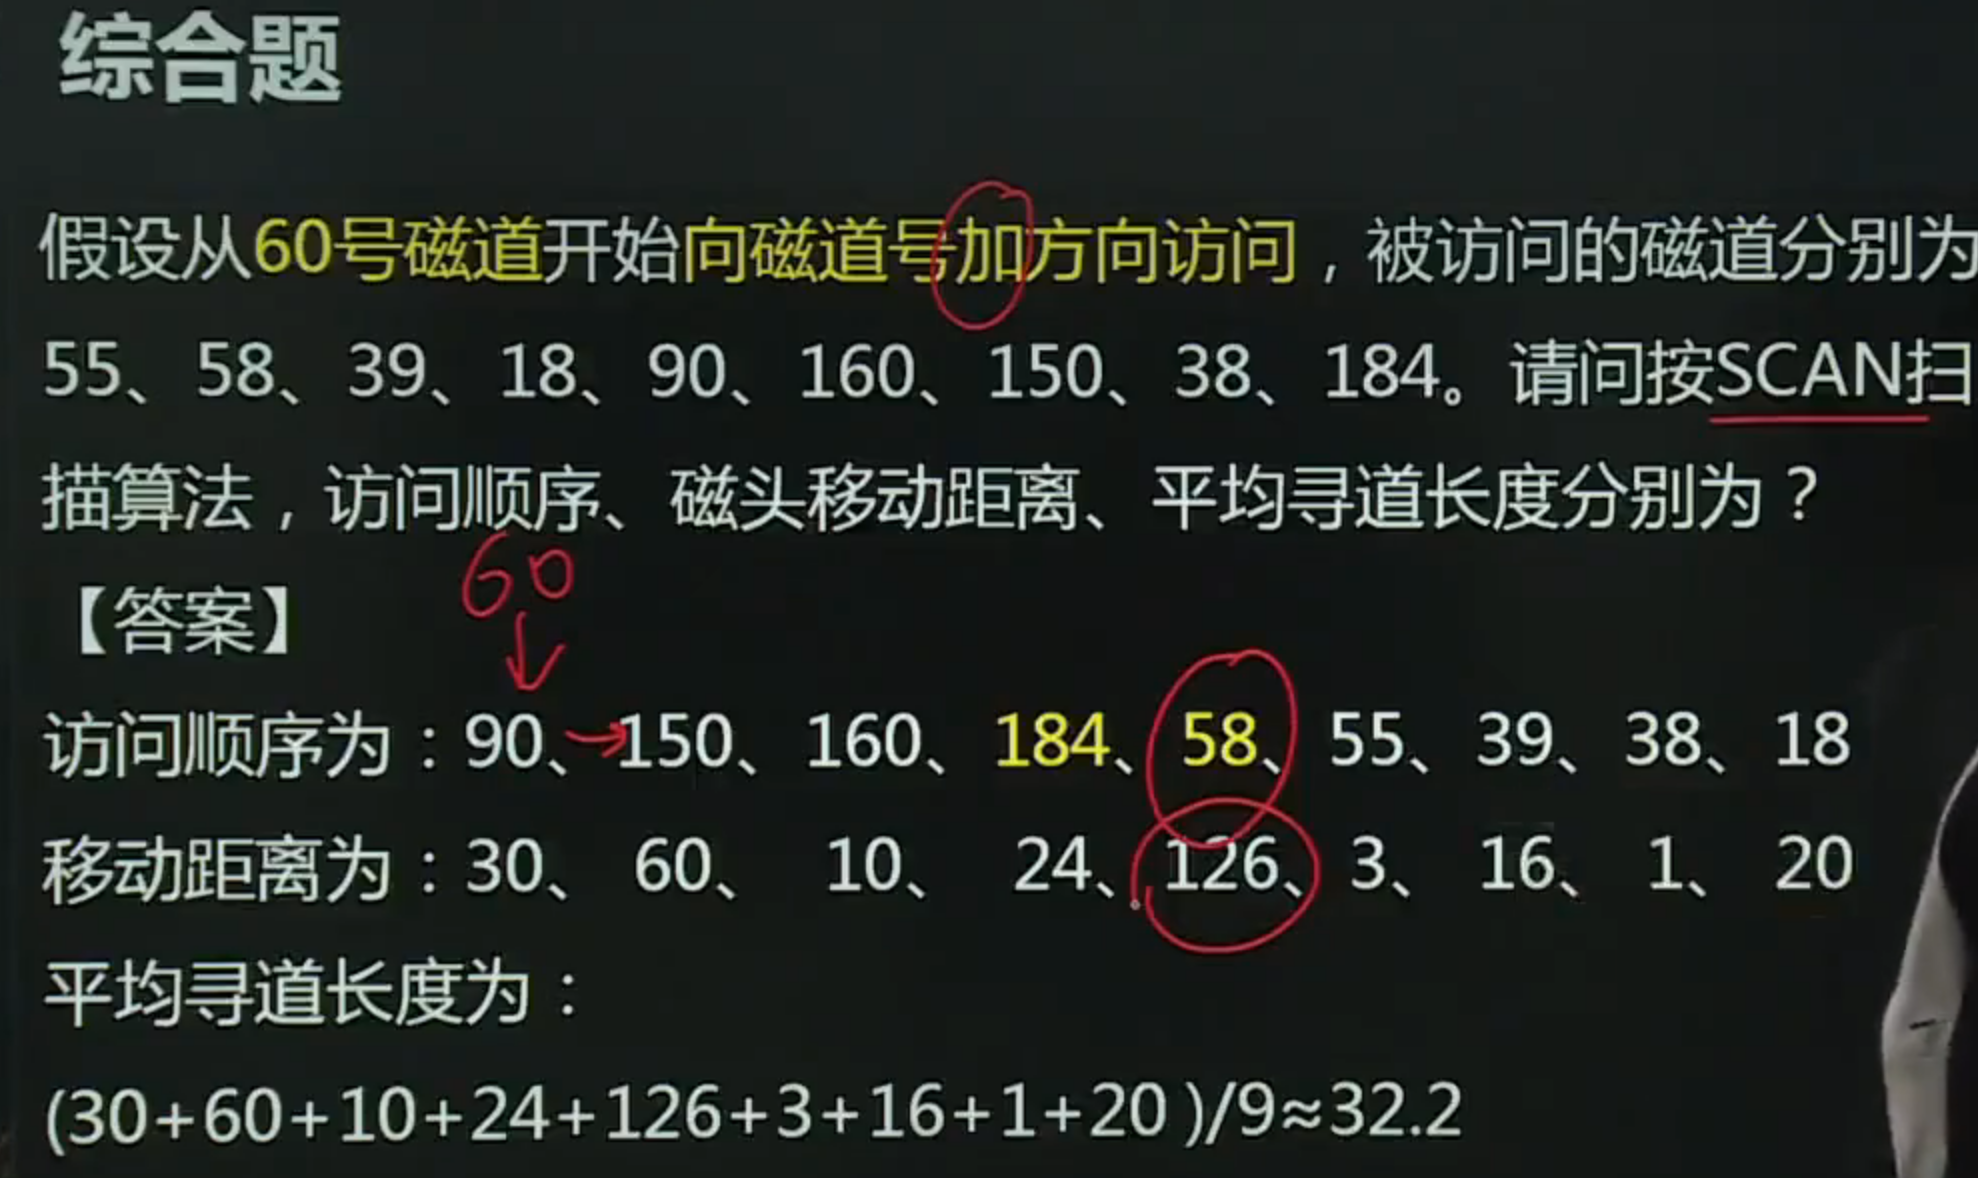 综合题
假设从60号磁道开始向磁道号加方向访问，被访问的磁道分别为
55、58、39、18、90、160、150、38、184。请问按SCAN扫
描算法，访问顺序、磁头移动距离、平均寻道长度分别为？
60
【答案】
访问顺序为：90、150、160、184、58、55、39、38、18
移动距离为：30、60、10、24、126、3、16、1、20
平均寻道长度为：
(30+60+10+24+126+3+16+1+20)/9≈32.2